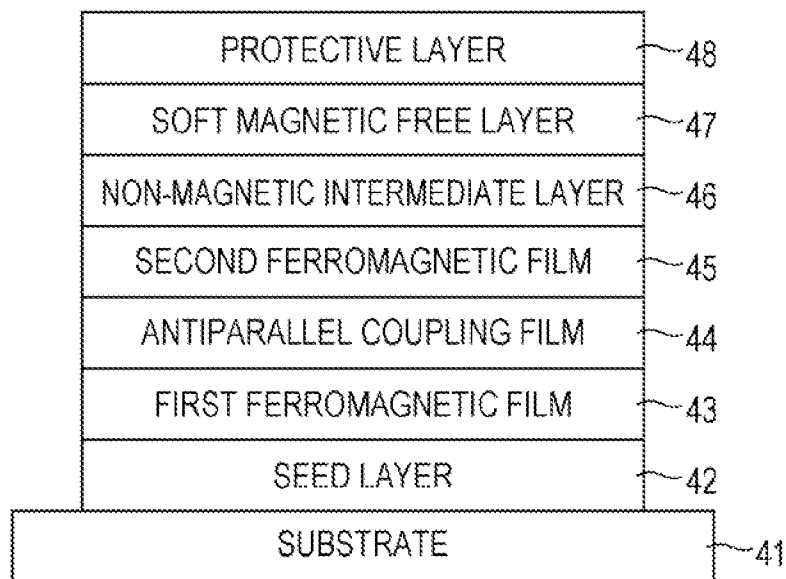 PROTECTIVE LAYER 48
SOFT MAGNETIC FREE LAYER 47
NON-MAGNETIC INTERMEDIATE LAYER 46
SECOND FERROMAGNETIC FILM 45
ANTIPARALLEL COUPLING FILM 44
FIRST FERROMAGNETIC FILM 43
SEED LAYER 42
SUBSTRATE 41